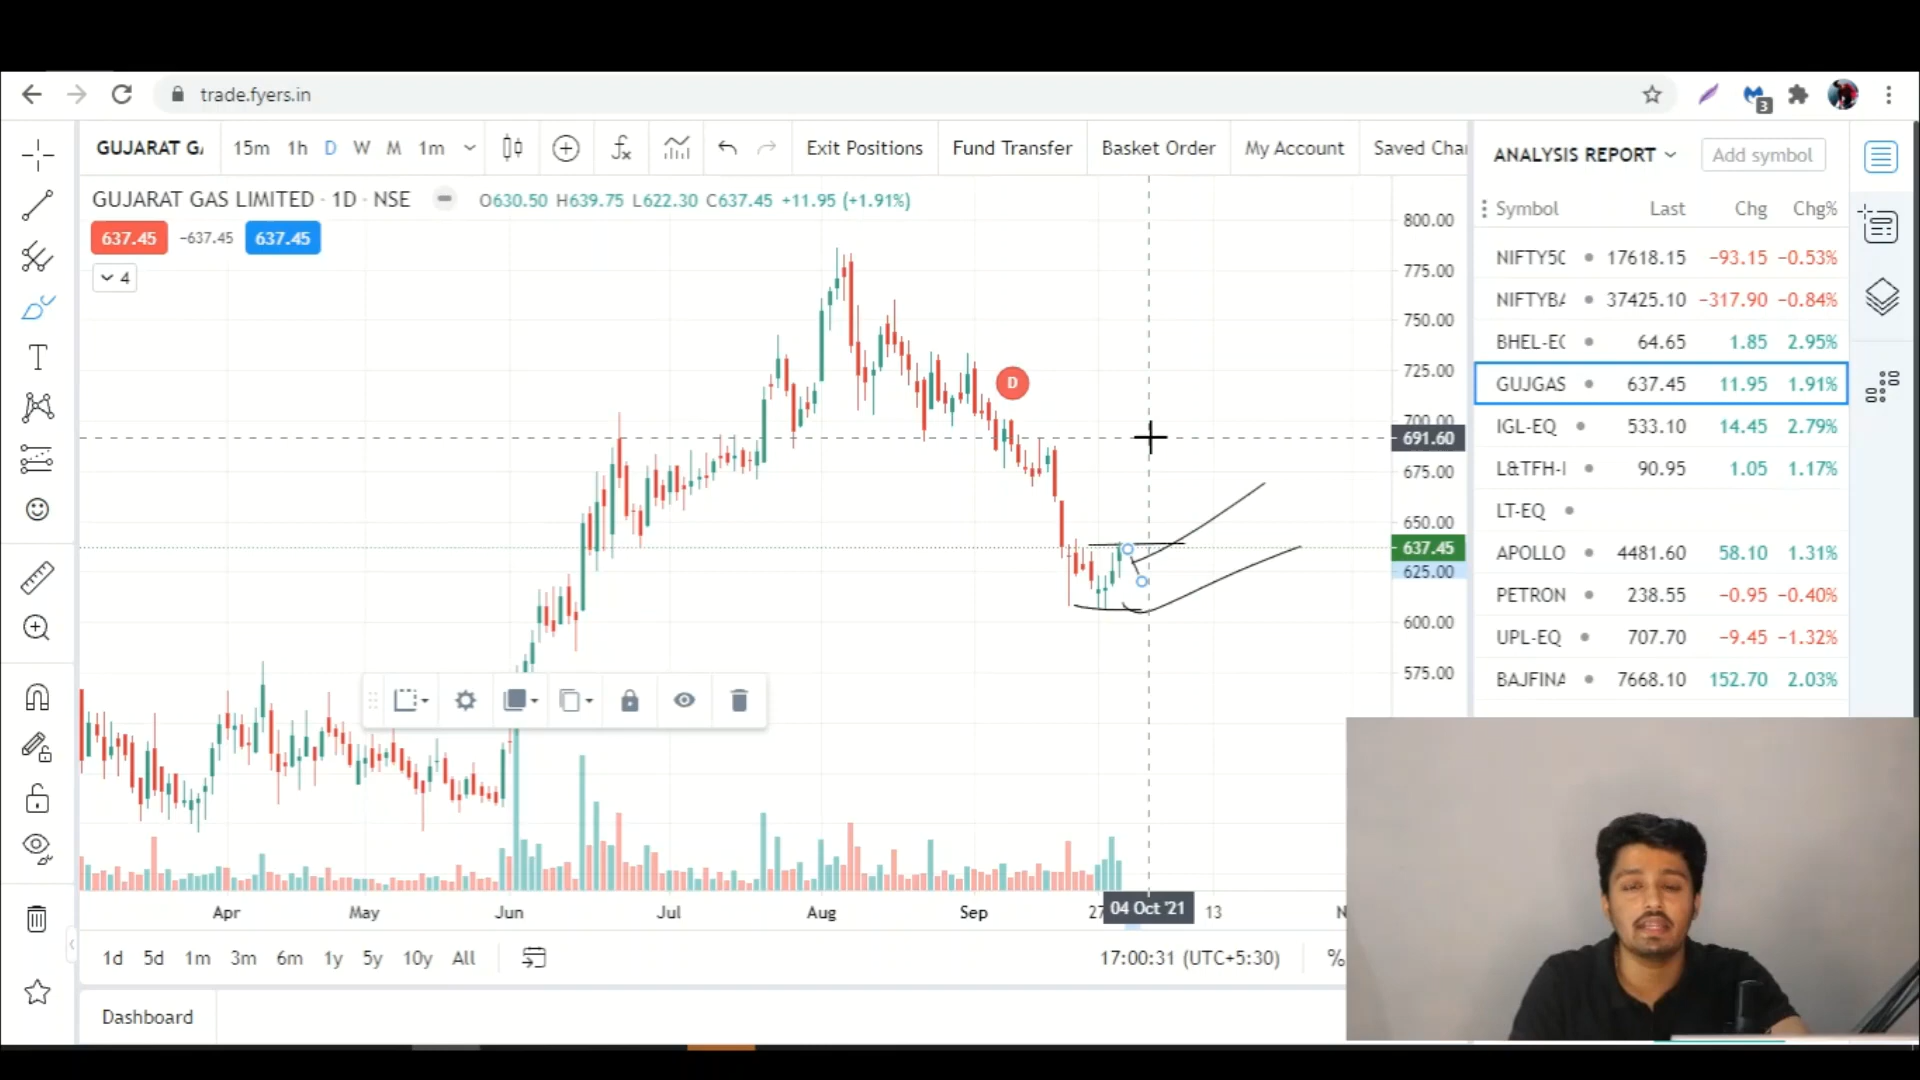 trade.fyers.in
3
GUJARAT GA
15m 1h D W M 1m
Exit Positions
Fund Transfer
Basket Order
My Account
Saved Cha
GUJARAT GAS LIMITED · 1D · NSE
O630.50 H639.75 L622.30 C637.45 +11.95 (+1.91%)
637.45 −637.45 637.45
4
D
T
800.00
775.00
750.00
725.00
700.00
691.60
675.00
650.00
637.45
625.00
600.00
575.00
Apr May Jun Jul Aug Sep 27 04 Oct '21 13 N
1d 5d 1m 3m 6m 1y 5y 10y All
17:00:31 (UTC+5:30)
%
Dashboard
ANALYSIS REPORT
Add symbol
Symbol Last Chg Chg%
NIFTY50 17618.15 −93.15 −0.53%
NIFTYBA 37425.10 −317.90 −0.84%
BHEL-EQ 64.65 1.85 2.95%
GUJGAS 637.45 11.95 1.91%
IGL-EQ 533.10 14.45 2.79%
L&TFH-I 90.95 1.05 1.17%
LT-EQ
APOLLO 4481.60 58.10 1.31%
PETRON 238.55 −0.95 −0.40%
UPL-EQ 707.70 −9.45 −1.32%
BAJFINA 7668.10 152.70 2.03%